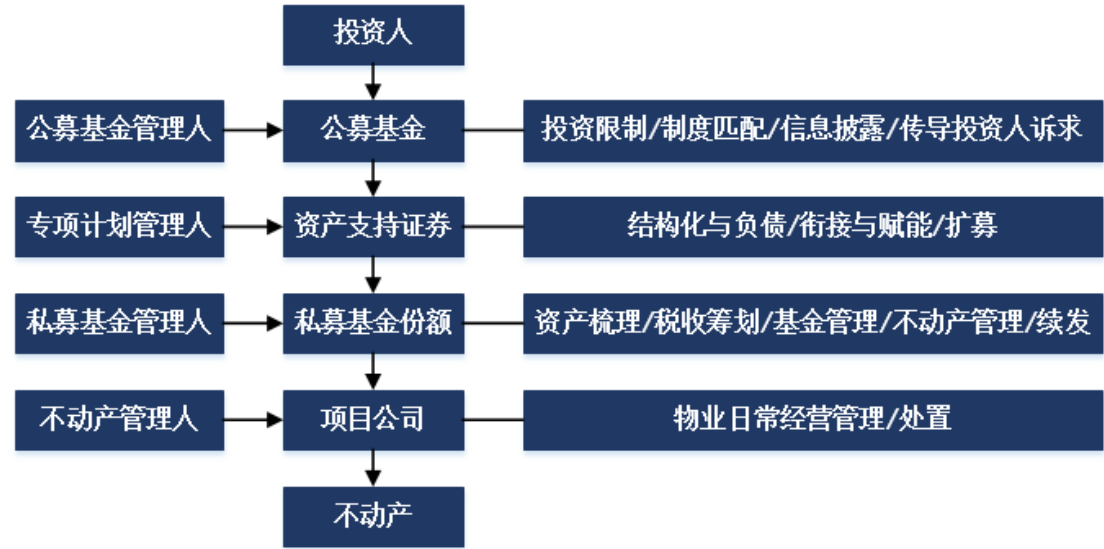 投资人
公募基金管理人
公募基金
投资限制/制度匹配/信息披露/传导投资人诉求
专项计划管理人
资产支持证券
结构化与负债/衔接与赋能/扩募
私募基金管理人
私募基金份额
资产梳理/税收筹划/基金管理/不动产管理/续发
不动产管理人
项目公司
物业日常经营管理/处置
不动产